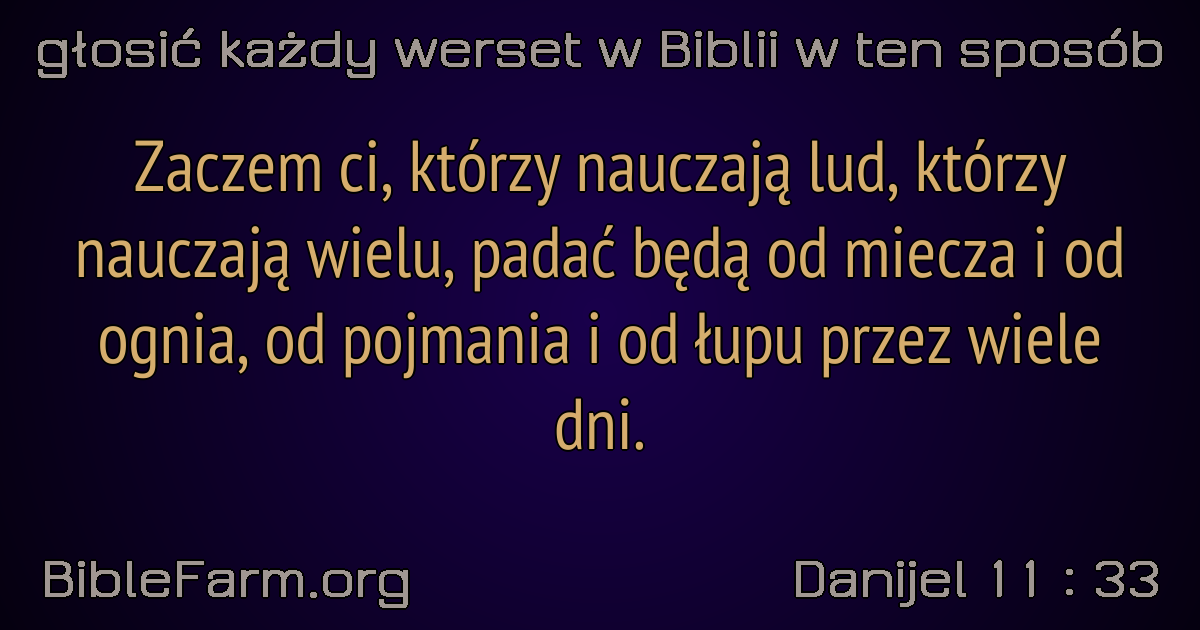 głosić każdy werset w Biblii w ten sposób
Zaczem ci, którzy nauczają lud, którzy
nauczają wielu, padać będą od miecza i od
ognia, od pojmania i od łupu przez wiele
dni.
BibleFarm.org
Danijel 11 : 33